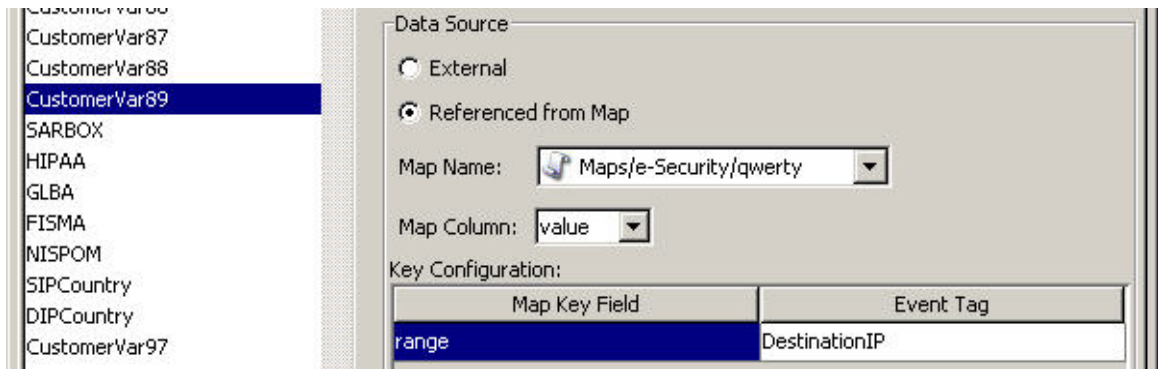 CustomerVar87
CustomerVar88
CustomerVar89
SARBOX
HIPAA
GLBA
FISMA
NISPOM
SIPCountry
DIPCountry
CustomerVar97
Data Source
External
Referenced from Map
Map Name: Maps/e-Security/qwerty
Map Column: value
Key Configuration:
Map Key Field Event Tag
range DestinationIP